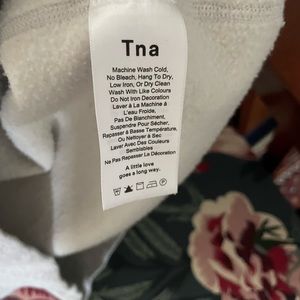 Tna
Machine Wash Cold,
No Bleach, Hang To Dry,
Low Iron, Or Dry Clean
Wash With Like Colours
Do Not Iron Decoration
Laver À La Machine à
L'eau Froide,
Pas De Blanchiment,
Suspendre Pour Sécher,
Repasser à Basse Température,
Ou Nettoyer à Sec
Laver Avec Des Couleurs
Semblables
Ne Pas Repasser La Décoration
A little love
goes a long way.